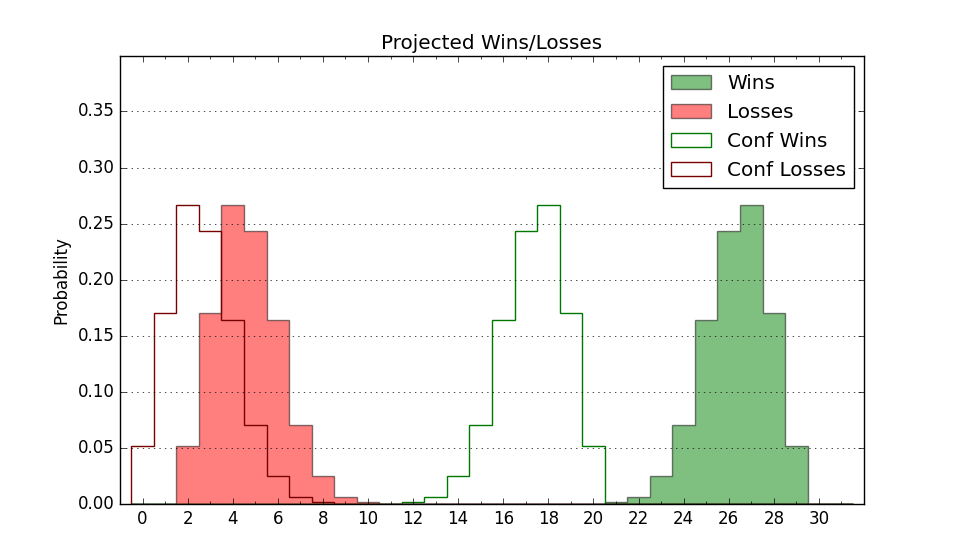 Projected Wins/Losses
Wins
Losses
Conf Wins
Conf Losses
Probability
0.35
0.30
0.25
0.20
0.15
0.10
0.05
0.00
0 2 4 6 8 10 12 14 16 18 20 22 24 26 28 30